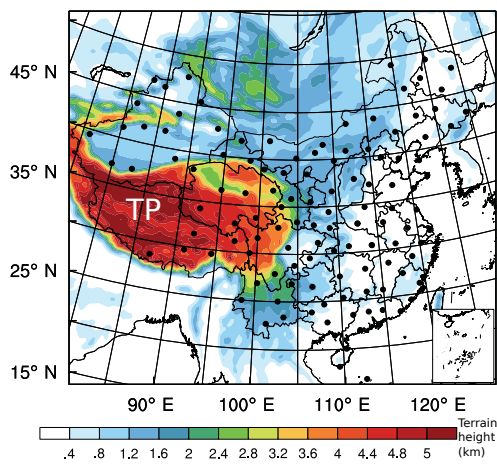 45° N
35° N
TP
25° N
15° N
90° E 100° E 110° E 120° E
.4 .8 1.2 1.6 2 2.4 2.8 3.2 3.6 4 4.4 4.8 5
Terrain
height
(km)